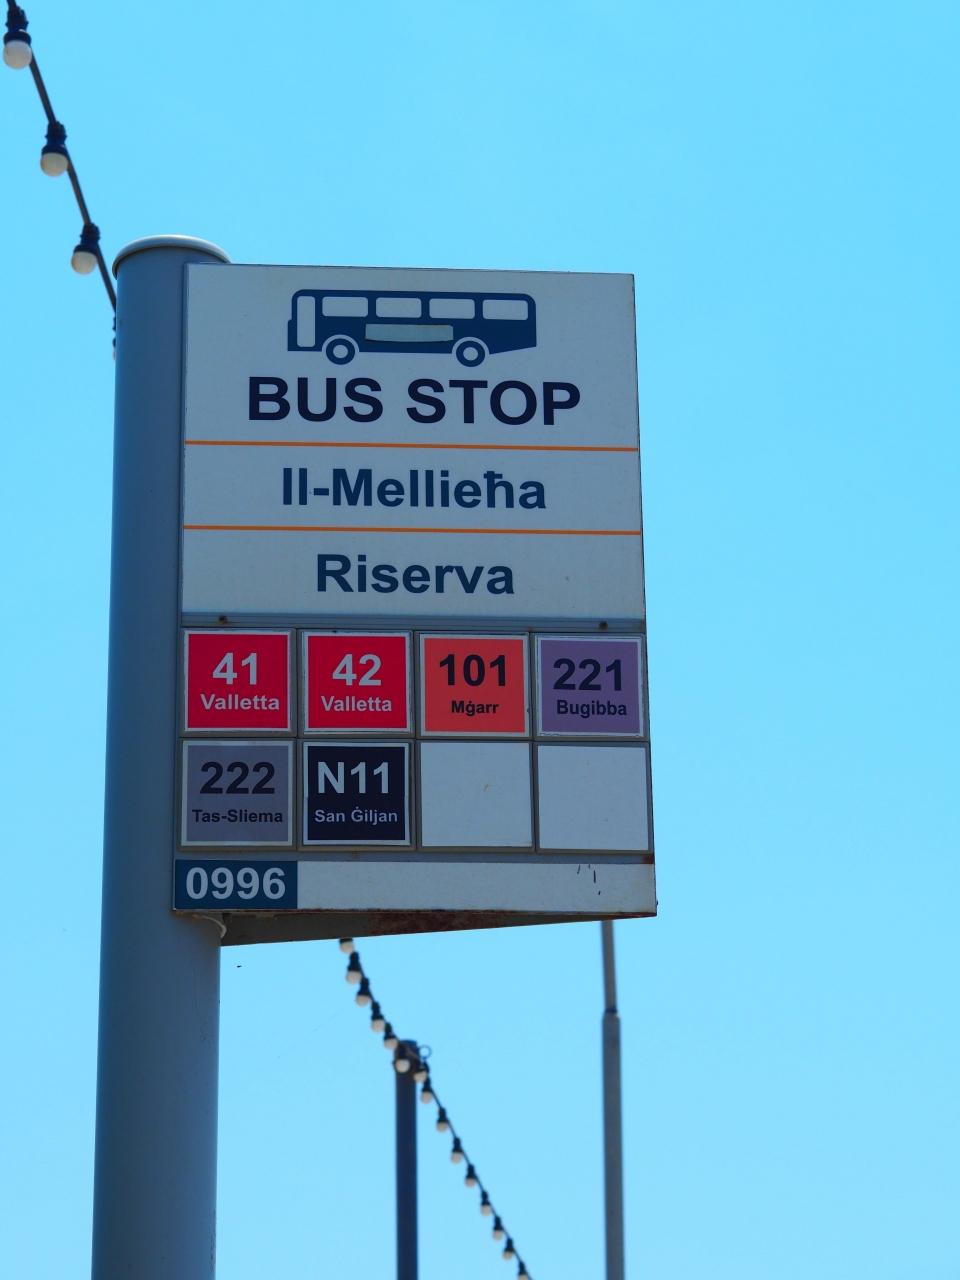 BUS STOP
Il-Mellieħa
Riserva
41
Valletta
42
Valletta
101
Mġarr
221
Bugibba
222
Tas-Sliema
N11
San Ġiljan
0996